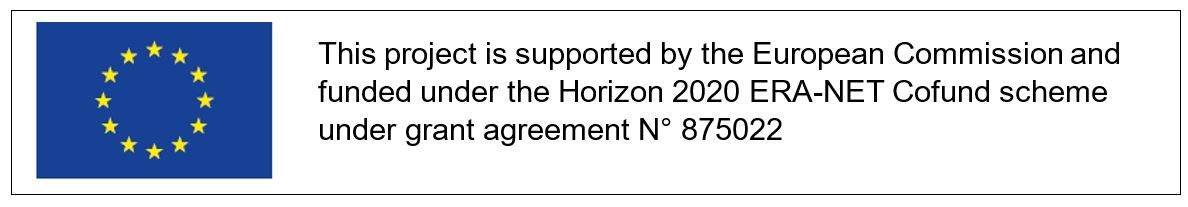 This project is supported by the European Commission and
funded under the Horizon 2020 ERA-NET Cofund scheme
under grant agreement N° 875022